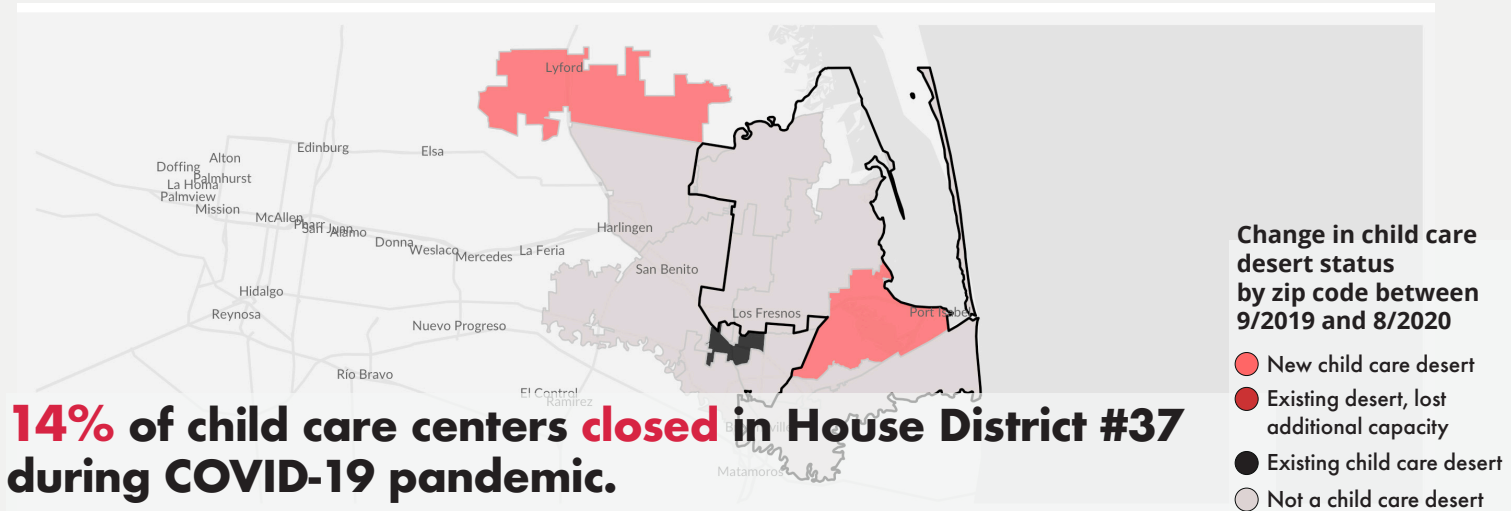 Lyford
Edinburg
Elsa
Alton
Doffing
Palmhurst
La Homa
Palmview
Mission
McAllen
Pharr
San Juan
Alamo
Donna
Weslaco
Mercedes
La Feria
Harlingen
San Benito
Hidalgo
Reynosa
Nuevo Progreso
Los Fresnos
Port Isabel
Río Bravo
El Control
Ramírez
Brownsville
Matamoros
14% of child care centers closed in House District #37
during COVID-19 pandemic.
Change in child care
desert status
by zip code between
9/2019 and 8/2020
New child care desert
Existing desert, lost
additional capacity
Existing child care desert
Not a child care desert